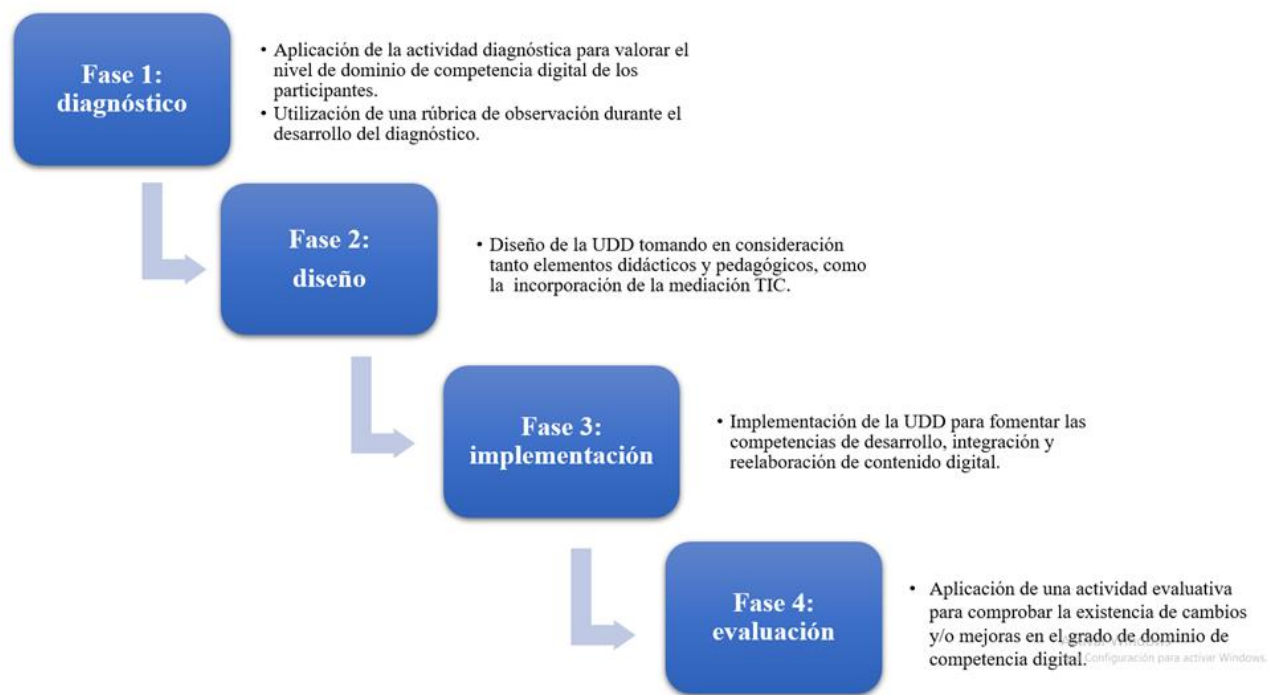 Fase 1:
diagnóstico
• Aplicación de la actividad diagnóstica para valorar el
nivel de dominio de competencia digital de los
participantes.
• Utilización de una rúbrica de observación durante el
desarrollo del diagnóstico.
Fase 2:
diseño
• Diseño de la UDD tomando en consideración
tanto elementos didácticos y pedagógicos, como
la incorporación de la mediación TIC.
Fase 3:
implementación
• Implementación de la UDD para fomentar las
competencias de desarrollo, integración y
reelaboración de contenido digital.
Fase 4:
evaluación
• Aplicación de una actividad evaluativa
para comprobar la existencia de cambios
y/o mejoras en el grado de dominio de
competencia digital.
Configuración para activar Windows.